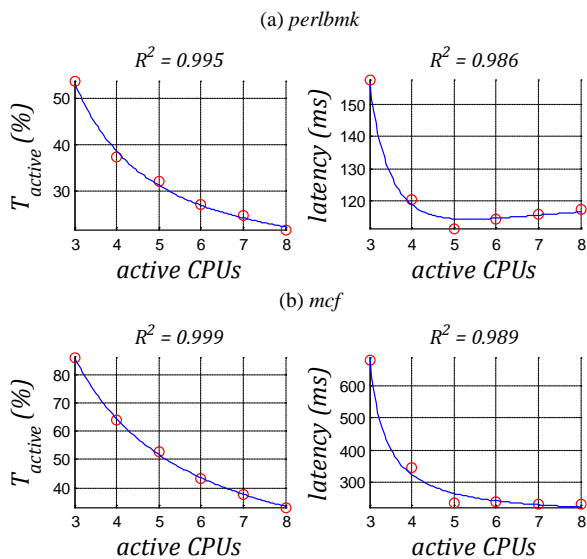 (a) perlbmk
R² = 0.995
T_active (%)
50
40
30
3 4 5 6 7 8
active CPUs
R² = 0.986
latency (ms)
150
140
130
120
3 4 5 6 7 8
active CPUs
(b) mcf
R² = 0.999
T_active (%)
80
70
60
50
40
3 4 5 6 7 8
active CPUs
R² = 0.989
latency (ms)
600
500
400
300
3 4 5 6 7 8
active CPUs